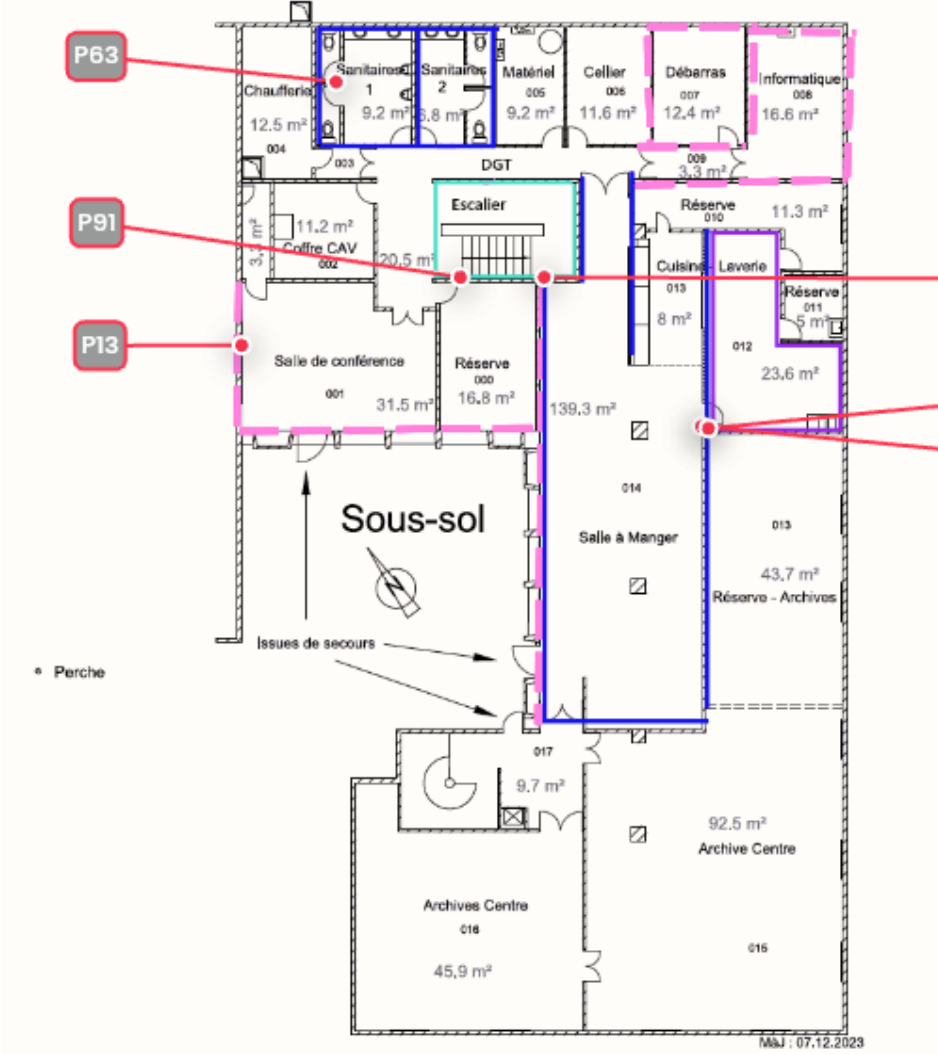 P63
Sanitaires
1
9.2 m²
Sanitaires
2
6.8 m²
Matériel
005
9.2 m²
Cellier
006
11.6 m²
Débarras
007
12.4 m²
Informatique
008
16.6 m²
Chaufferie
12.5 m²
004
003
DGT
009
3.3 m²
P91
Escalier
Réserve
010
11.3 m²
11.2 m²
Coffre CAV
002
20.5 m²
Cuisine
013
8 m²
Laverie
012
23.6 m²
Réserve
011
5 m²
P13
Salle de conférence
001
31.5 m²
Réserve
000
16.8 m²
139.3 m²
014
Salle à Manger
Sous-sol
N
013
43.7 m²
Réserve - Archives
Issues de secours
Perche
017
9.7 m²
92.5 m²
Archive Centre
015
Archives Centre
016
45,9 m²
MàJ : 07.12.2023